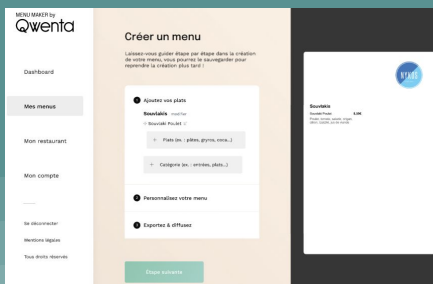 MENU MAKER by
Qwenta
Dashboard
Mes menus
Mon restaurant
Mon compte
Se déconnecter
Mentions légales
Tous droits réservés
Créer un menu
Laissez-vous guider étape par étape dans la création
de votre menu, vous pourrez le sauvegarder pour
reprendre la création plus tard !
1 Ajoutez vos plats
Souvlakis modifier
Souvlaki Poulet
+ Plats (ex. : pâtes, gyros, coca...)
+ Catégorie (ex. : entrées, plats...)
2 Personnalisez votre menu
3 Exportez & diffusez
Étape suivante
Souvlakis
Souvlaki Poulet